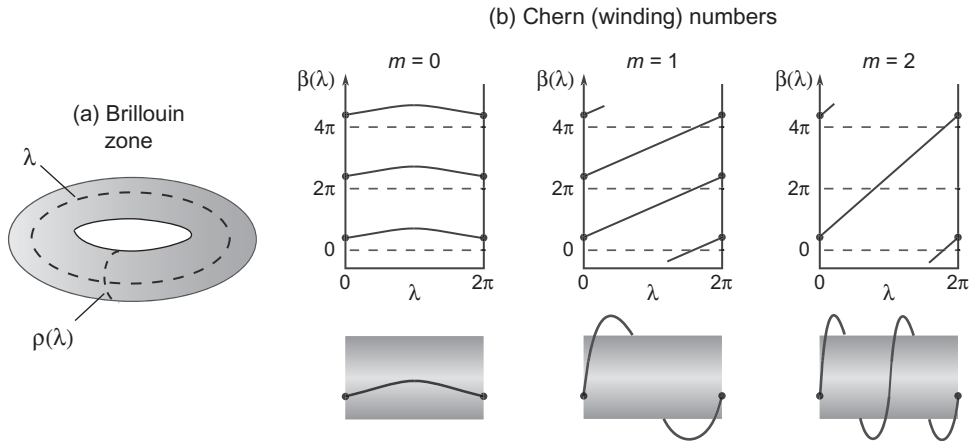 (b) Chern (winding) numbers
(a) Brillouin
zone
λ
ρ(λ)
m = 0
β(λ)
4π
2π
0
0
λ
2π
m = 1
β(λ)
4π
2π
0
0
λ
2π
m = 2
β(λ)
4π
2π
0
0
λ
2π